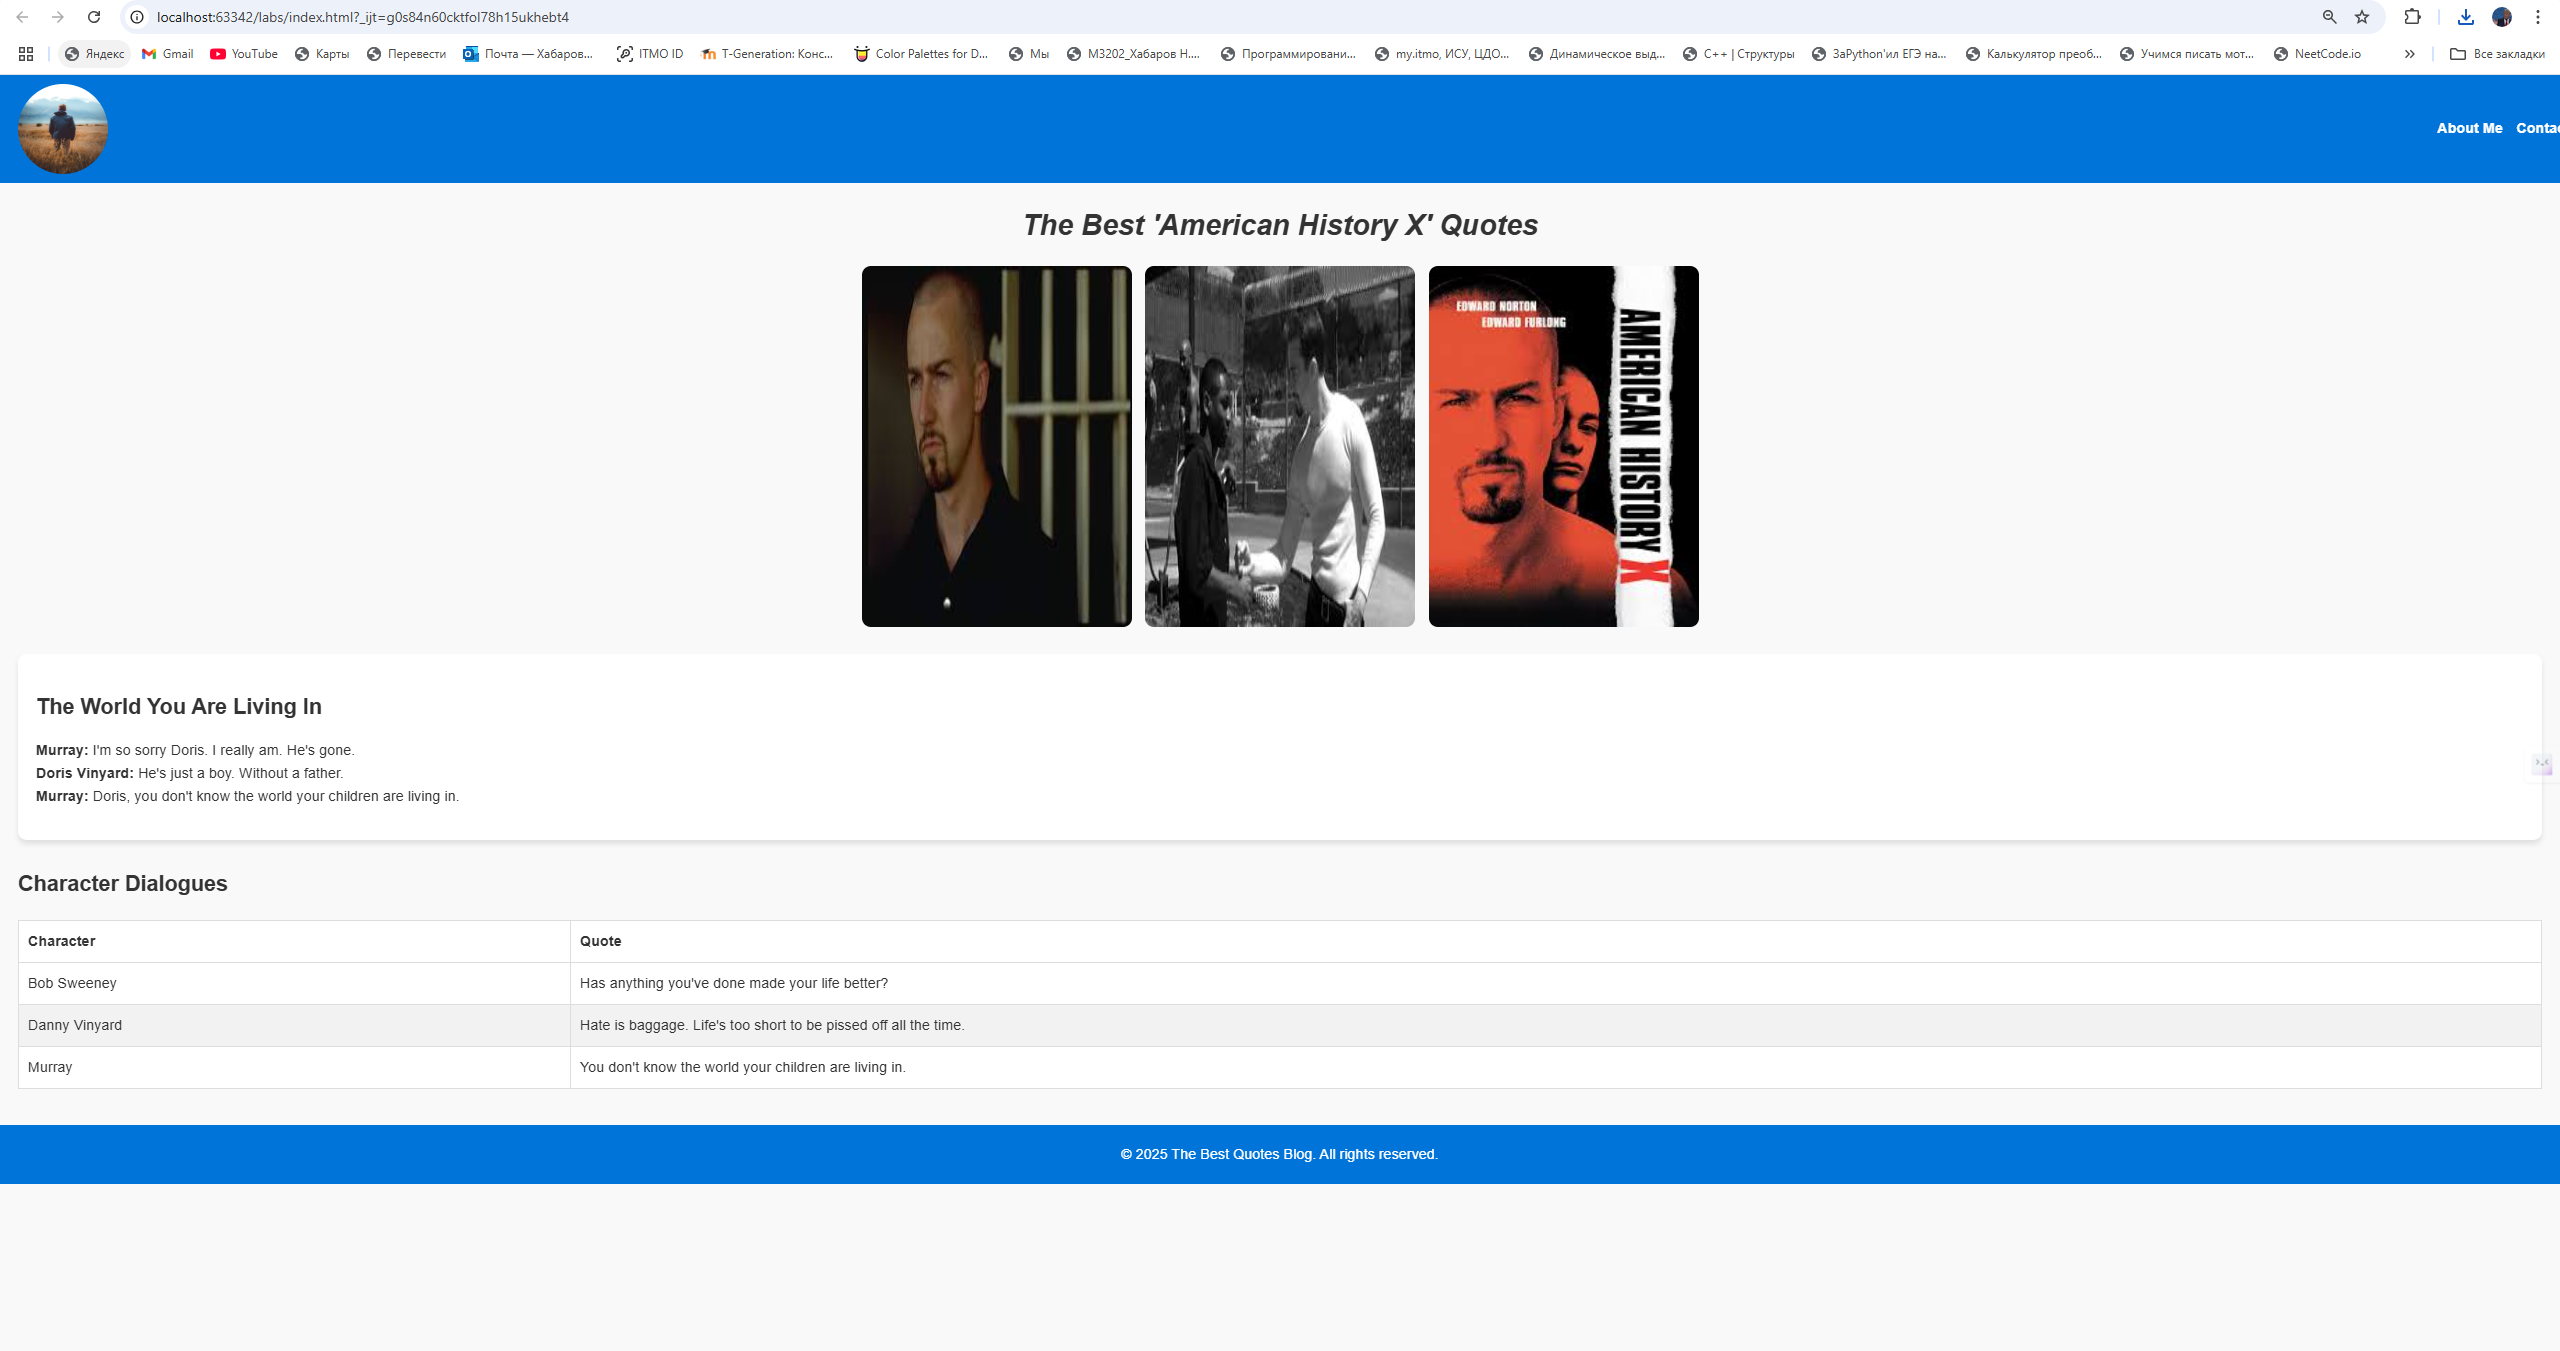 localhost:63342/labs/index.html?_ijt=g0s84n60cktfol78h15ukhebt4
Яндекс Gmail YouTube Карты Перевести Почта — Хабаров... ITMO ID T-Generation: Конс... Color Palettes for D... Мы M3202_Хабаров Н.... Программировани... my.itmo, ИСУ, ЦДО... Динамическое выд... C++ | Структуры ЗаPython'ил ЕГЭ на... Калькулятор преоб... Учимся писать мот... NeetCode.io » Все закладки
About Me Contac
The Best 'American History X' Quotes
EDWARD NORTON
EDWARD FURLONG
AMERICAN HISTORY X
The World You Are Living In
Murray: I'm so sorry Doris. I really am. He's gone.
Doris Vinyard: He's just a boy. Without a father.
Murray: Doris, you don't know the world your children are living in.
Character Dialogues
Character Quote
Bob Sweeney Has anything you've done made your life better?
Danny Vinyard Hate is baggage. Life's too short to be pissed off all the time.
Murray You don't know the world your children are living in.
© 2025 The Best Quotes Blog. All rights reserved.